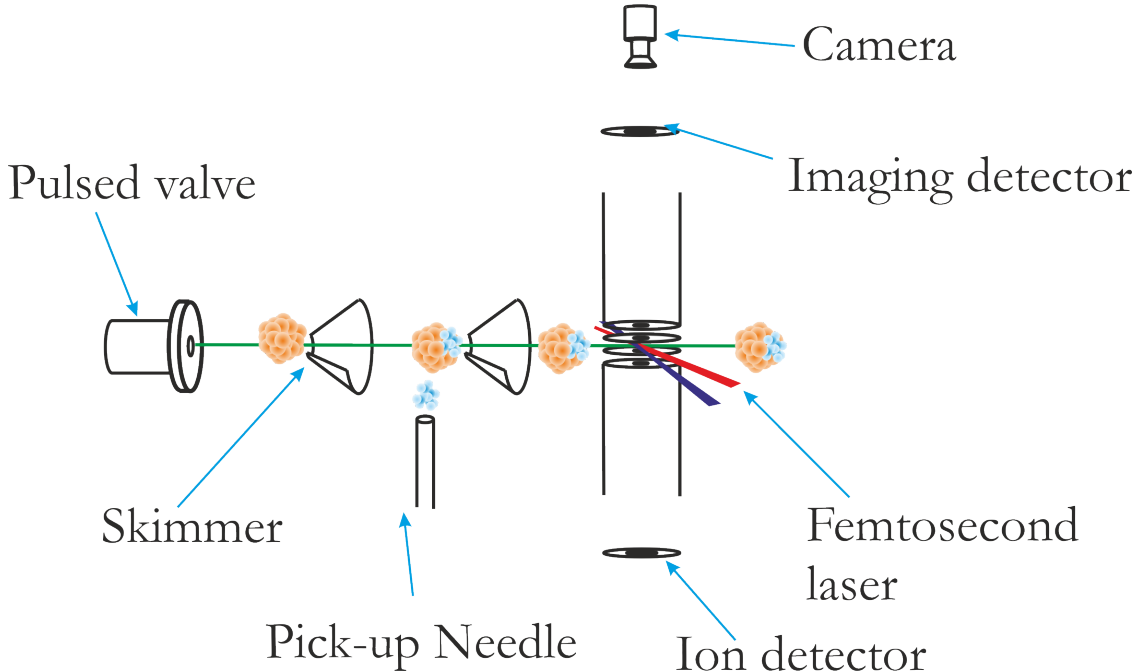 Camera
Imaging detector
Pulsed valve
Skimmer
Femtosecond
laser
Pick-up Needle
Ion detector